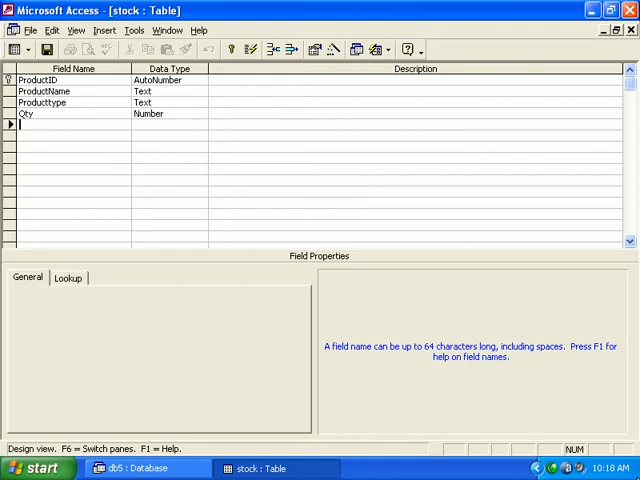 Microsoft Access - [stock : Table]
File Edit View Insert Tools Window Help
Field Name Data Type Description
ProductID AutoNumber
ProductName Text
Producttype Text
Qty Number
Field Properties
General Lookup
A field name can be up to 64 characters long, including spaces. Press F1 for
help on field names.
Design view. F6 = Switch panes. F1 = Help. NUM
start db5 : Database stock : Table 10:18 AM